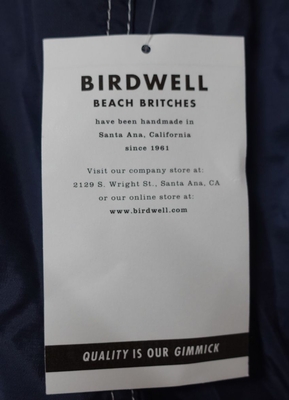 BIRDWELL
BEACH BRITCHES
have been handmade in
Santa Ana, California
since 1961
Visit our company store at:
2129 S. Wright St., Santa Ana, CA
or our online store at:
www.birdwell.com
QUALITY IS OUR GIMMICK